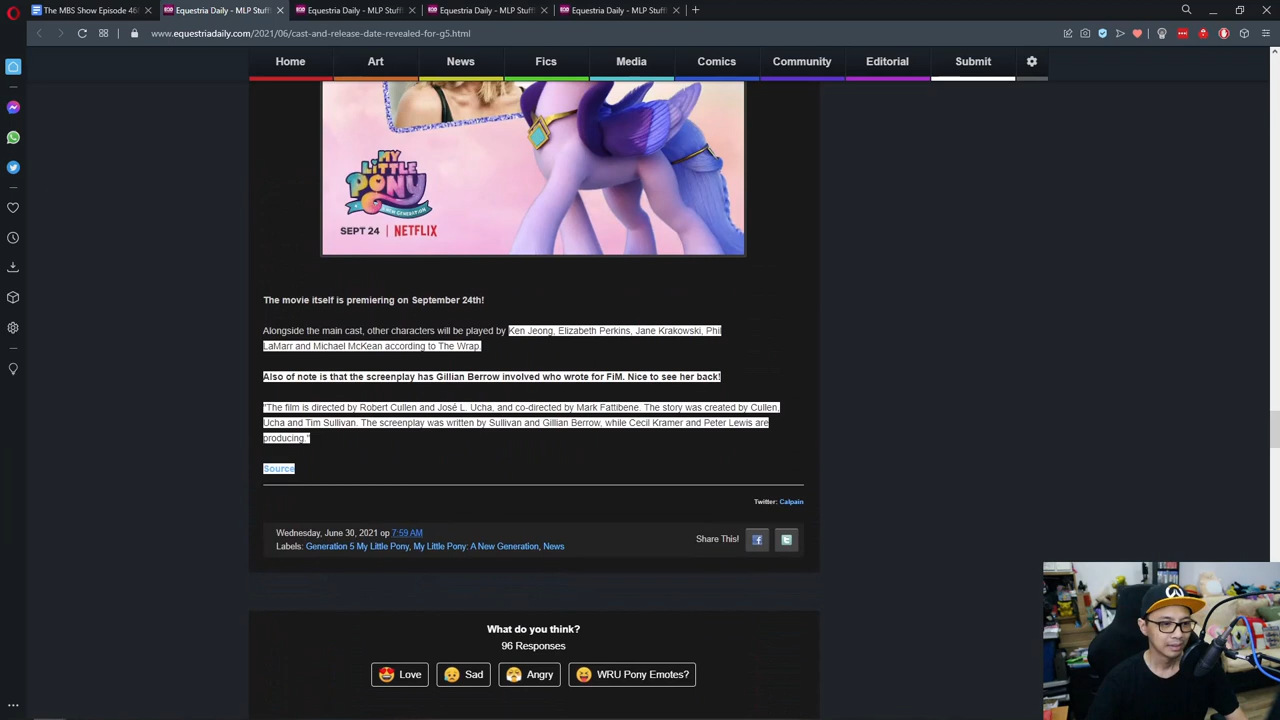 The MBS Show Episode 46
Equestria Daily - MLP Stuff!
Equestria Daily - MLP Stuff!
Equestria Daily - MLP Stuff!
Equestria Daily - MLP Stuff!
www.equestriadaily.com/2021/06/cast-and-release-date-revealed-for-g5.html
Home Art News Fics Media Comics Community Editorial Submit
MY
LITTLE
PONY
A NEW GENERATION
SEPT 24 | NETFLIX
The movie itself is premiering on September 24th!
Alongside the main cast, other characters will be played by Ken Jeong, Elizabeth Perkins, Jane Krakowski, Phil
LaMarr and Michael McKean according to The Wrap.
Also of note is that the screenplay has Gillian Berrow involved who wrote for FiM. Nice to see her back!
"The film is directed by Robert Cullen and José L. Ucha, and co-directed by Mark Fattibene. The story was created by Cullen,
Ucha and Tim Sullivan. The screenplay was written by Sullivan and Gillian Berrow, while Cecil Kramer and Peter Lewis are
producing."
Source
Twitter: Calpain
Wednesday, June 30, 2021 op 7:59 AM
Labels: Generation 5 My Little Pony, My Little Pony: A New Generation, News
Share This!
What do you think?
96 Responses
Love Sad Angry WRU Pony Emotes?